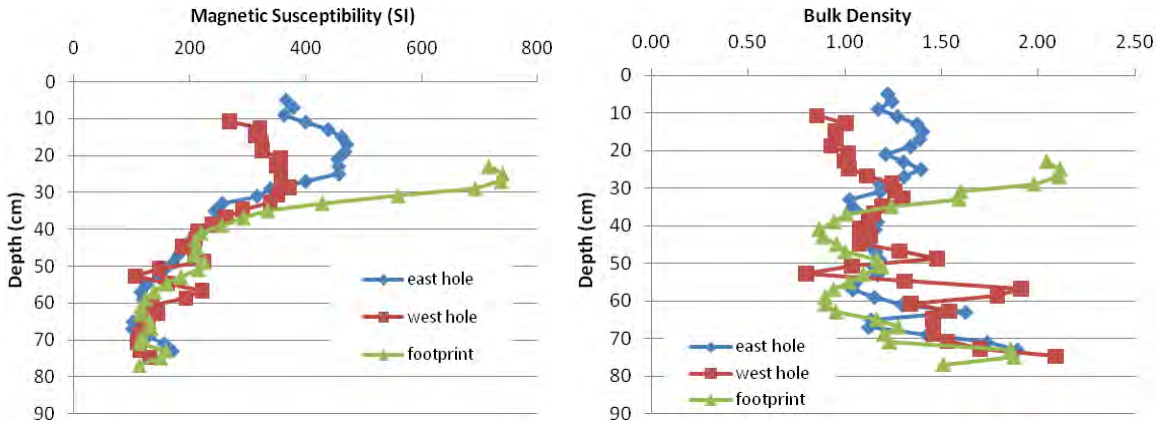 Magnetic Susceptibility (SI)
0 200 400 600 800
0
10
20
30
40
50
60
70
80
90
Depth (cm)
east hole
west hole
footprint
Bulk Density
0.00 0.50 1.00 1.50 2.00 2.50
0
10
20
30
40
50
60
70
80
90
Depth (cm)
east hole
west hole
footprint